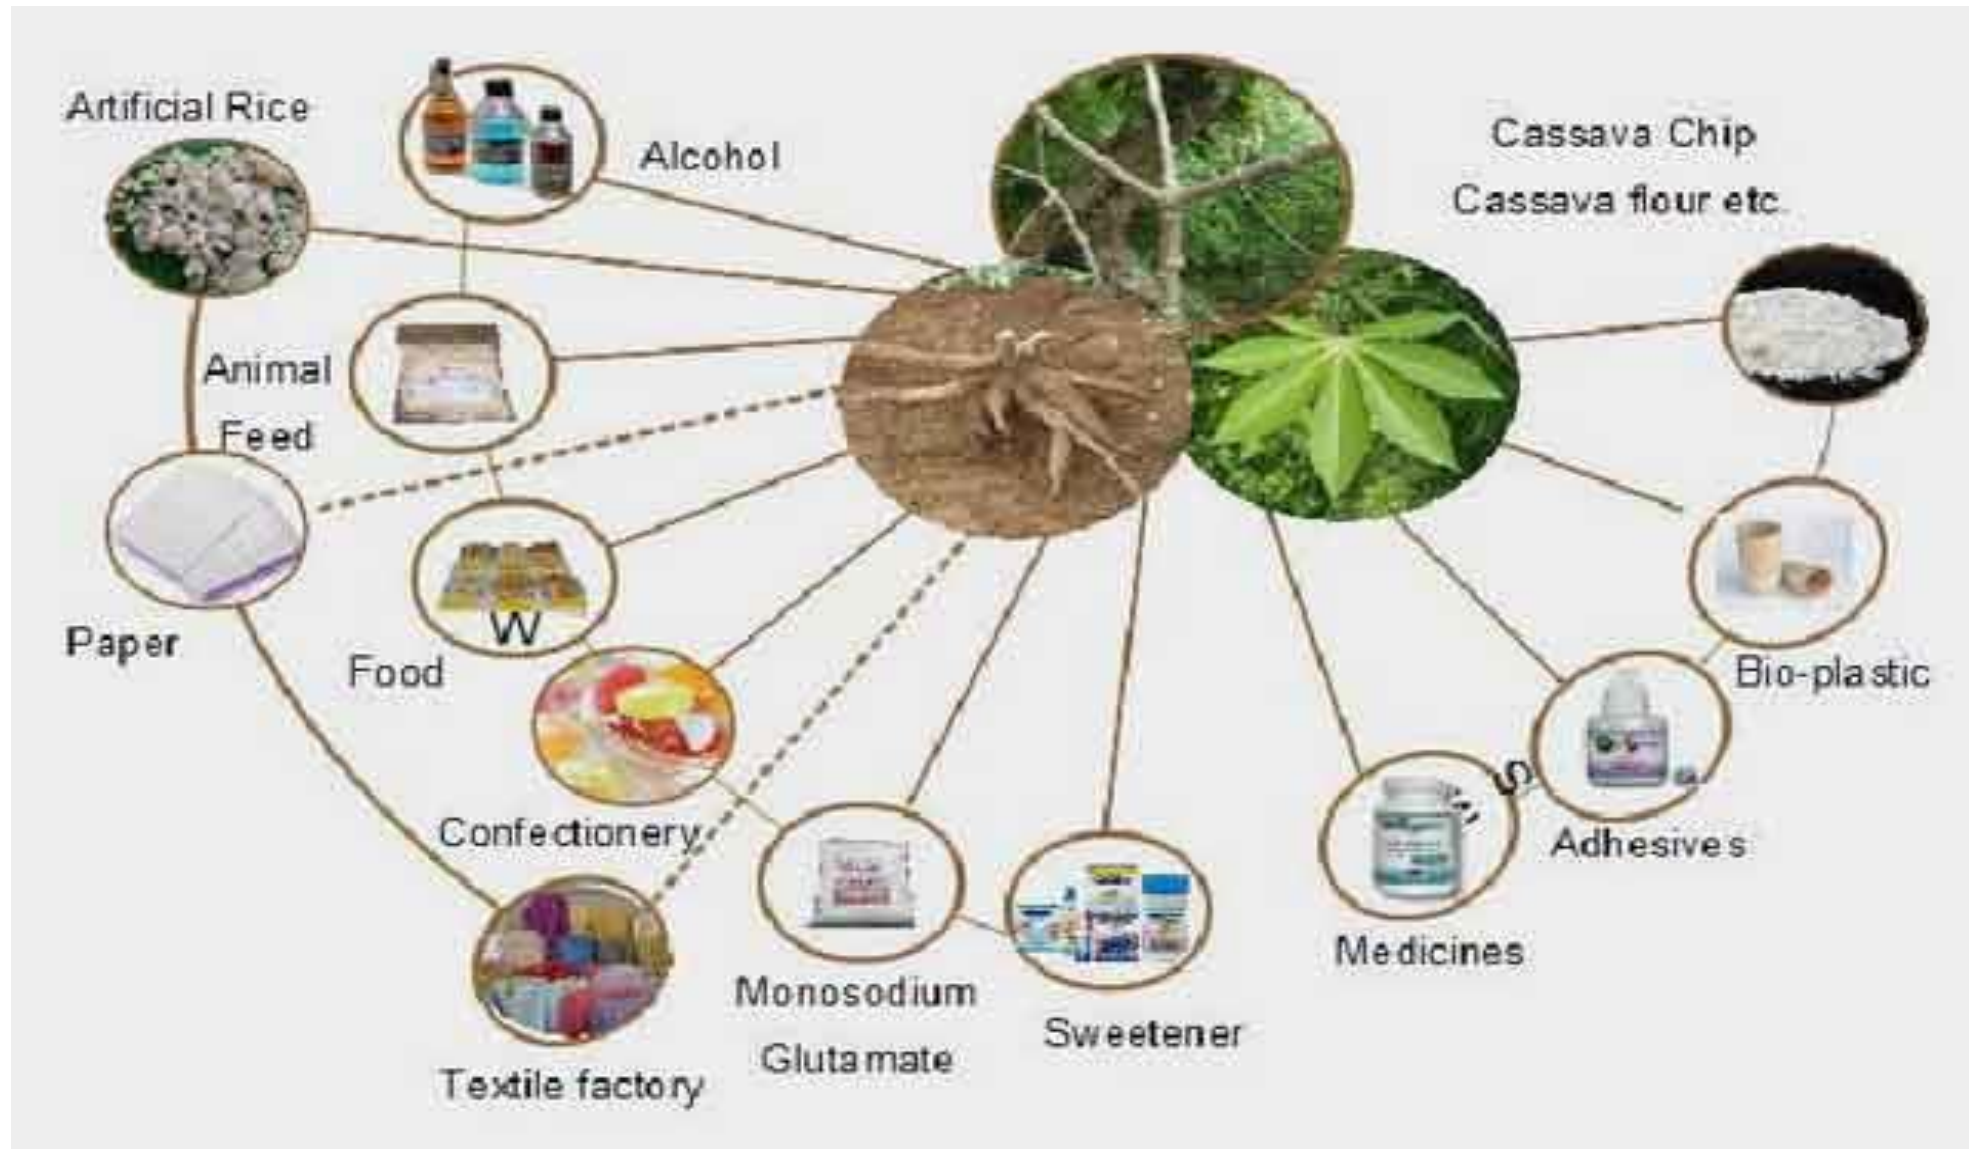 Artificial Rice
Alcohol
Cassava Chip
Cassava flour etc.
Animal
Feed
Paper
Food
W
Bio-plastic
Confectionery
S
Adhesives
Medicines
Monosodium
Glutamate
Sweetener
Textile factory